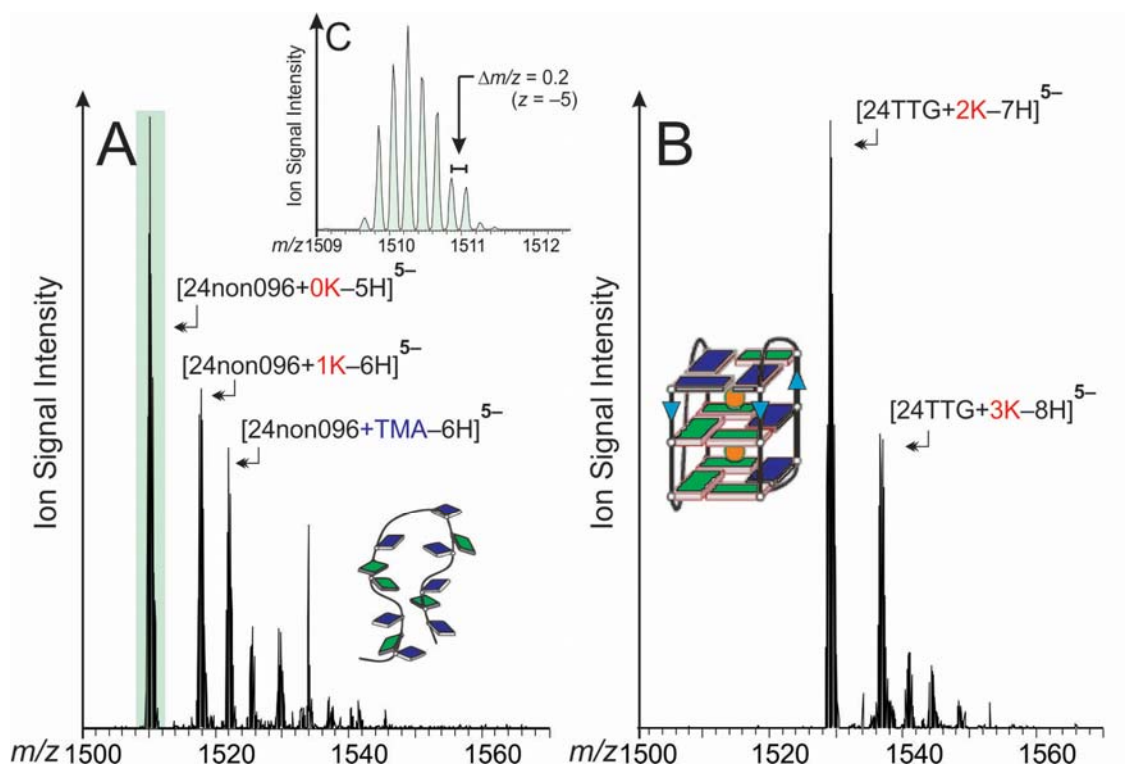 A
Ion Signal Intensity
[24non096+0K–5H]5–
[24non096+1K–6H]5–
[24non096+TMA–6H]5–
m/z 1500 1520 1540 1560
C
Ion Signal Intensity
Δm/z = 0.2
(z = –5)
m/z 1509 1510 1511 1512
B
Ion Signal Intensity
[24TTG+2K–7H]5–
[24TTG+3K–8H]5–
m/z 1500 1520 1540 1560